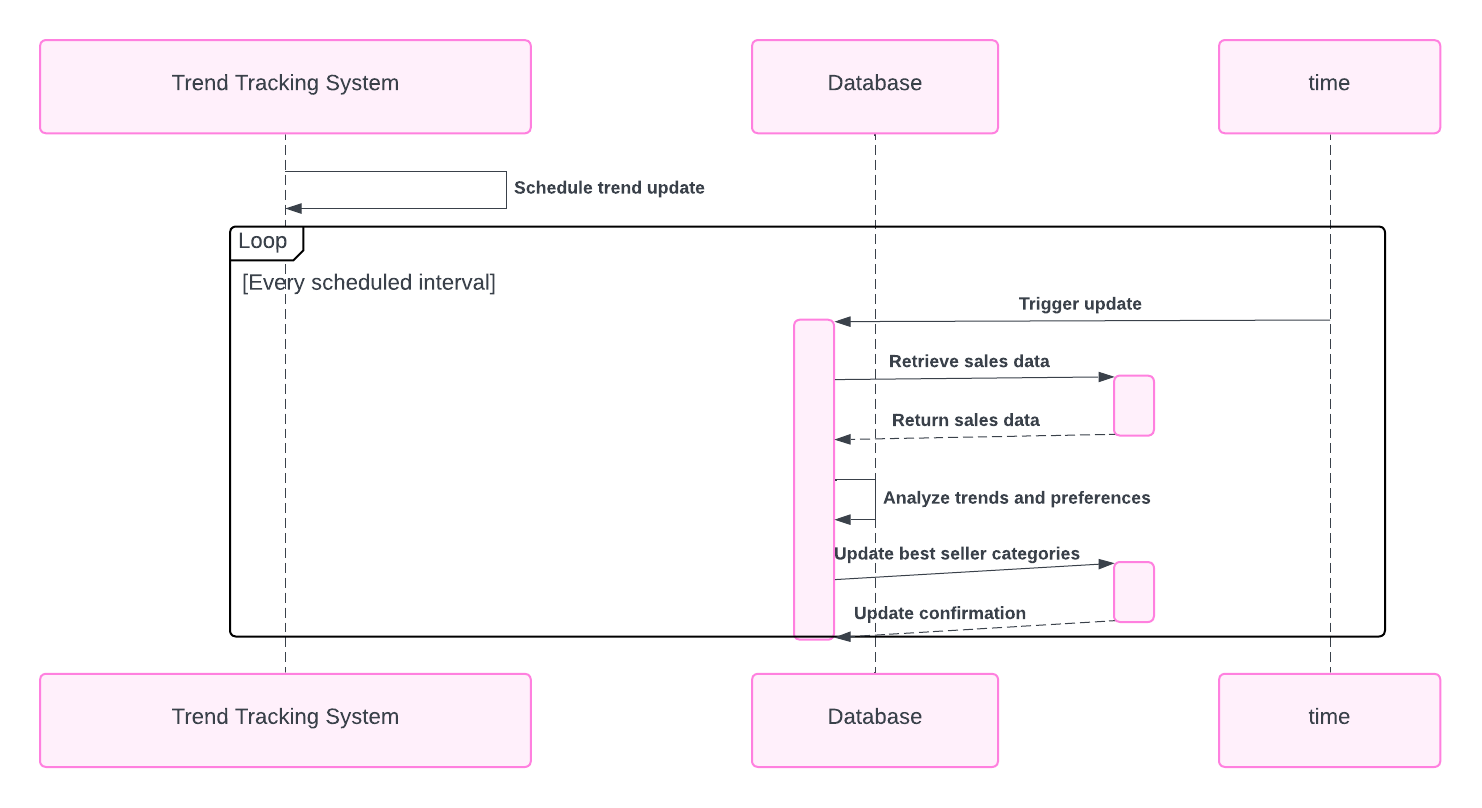 Trend Tracking System
Database
time
Schedule trend update
Loop
[Every scheduled interval]
Trigger update
Retrieve sales data
Return sales data
Analyze trends and preferences
Update best seller categories
Update confirmation
Trend Tracking System
Database
time